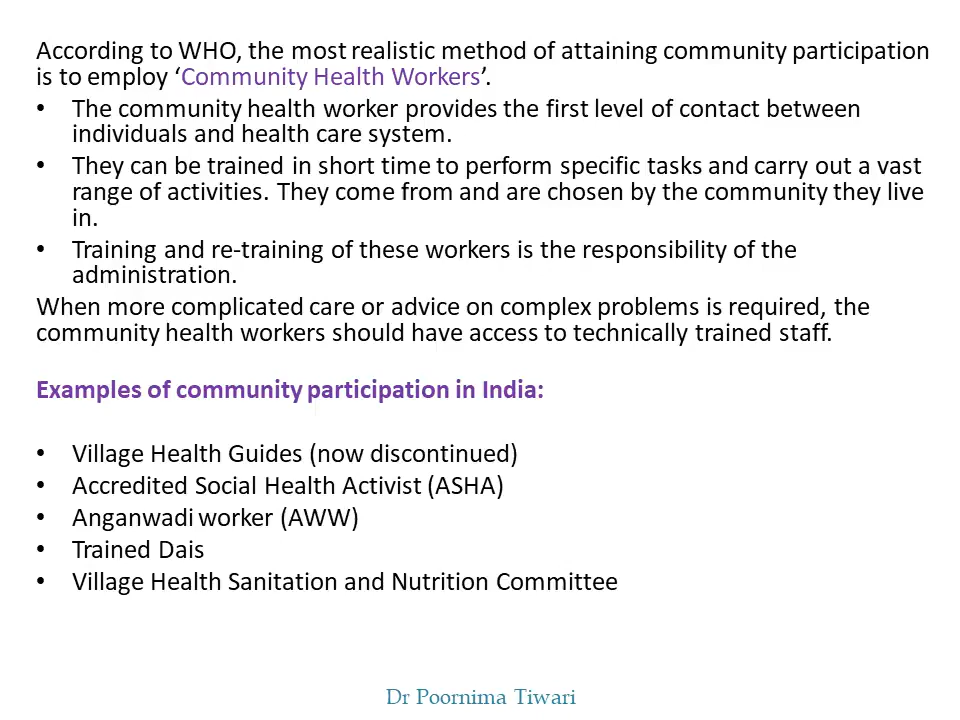 According to WHO, the most realistic method of attaining community participation
is to employ ‘Community Health Workers’.
• The community health worker provides the first level of contact between
individuals and health care system.
• They can be trained in short time to perform specific tasks and carry out a vast
range of activities. They come from and are chosen by the community they live
in.
• Training and re-training of these workers is the responsibility of the
administration.
When more complicated care or advice on complex problems is required, the
community health workers should have access to technically trained staff.
Examples of community participation in India:
• Village Health Guides (now discontinued)
• Accredited Social Health Activist (ASHA)
• Anganwadi worker (AWW)
• Trained Dais
• Village Health Sanitation and Nutrition Committee
Dr Poornima Tiwari